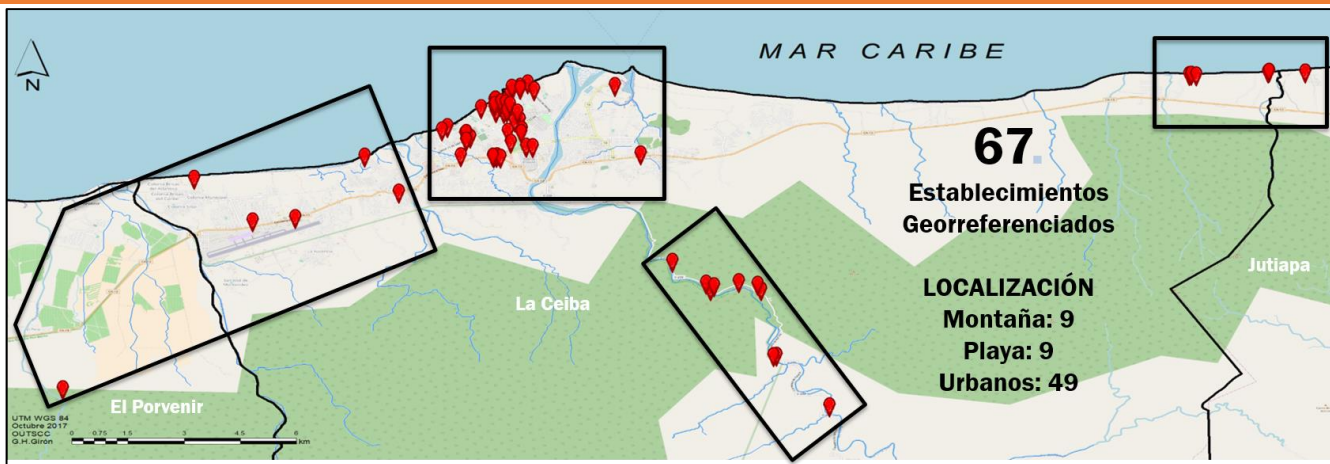 N
MAR CARIBE
67.
Establecimientos
Georreferenciados
LOCALIZACIÓN
Montaña: 9
Playa: 9
Urbanos: 49
La Ceiba
Jutiapa
El Porvenir
UTM WGS 84
Octubre 2017
OUTSCC
G.H.Girón
0 0.75 1.5 3 4.5 6
km